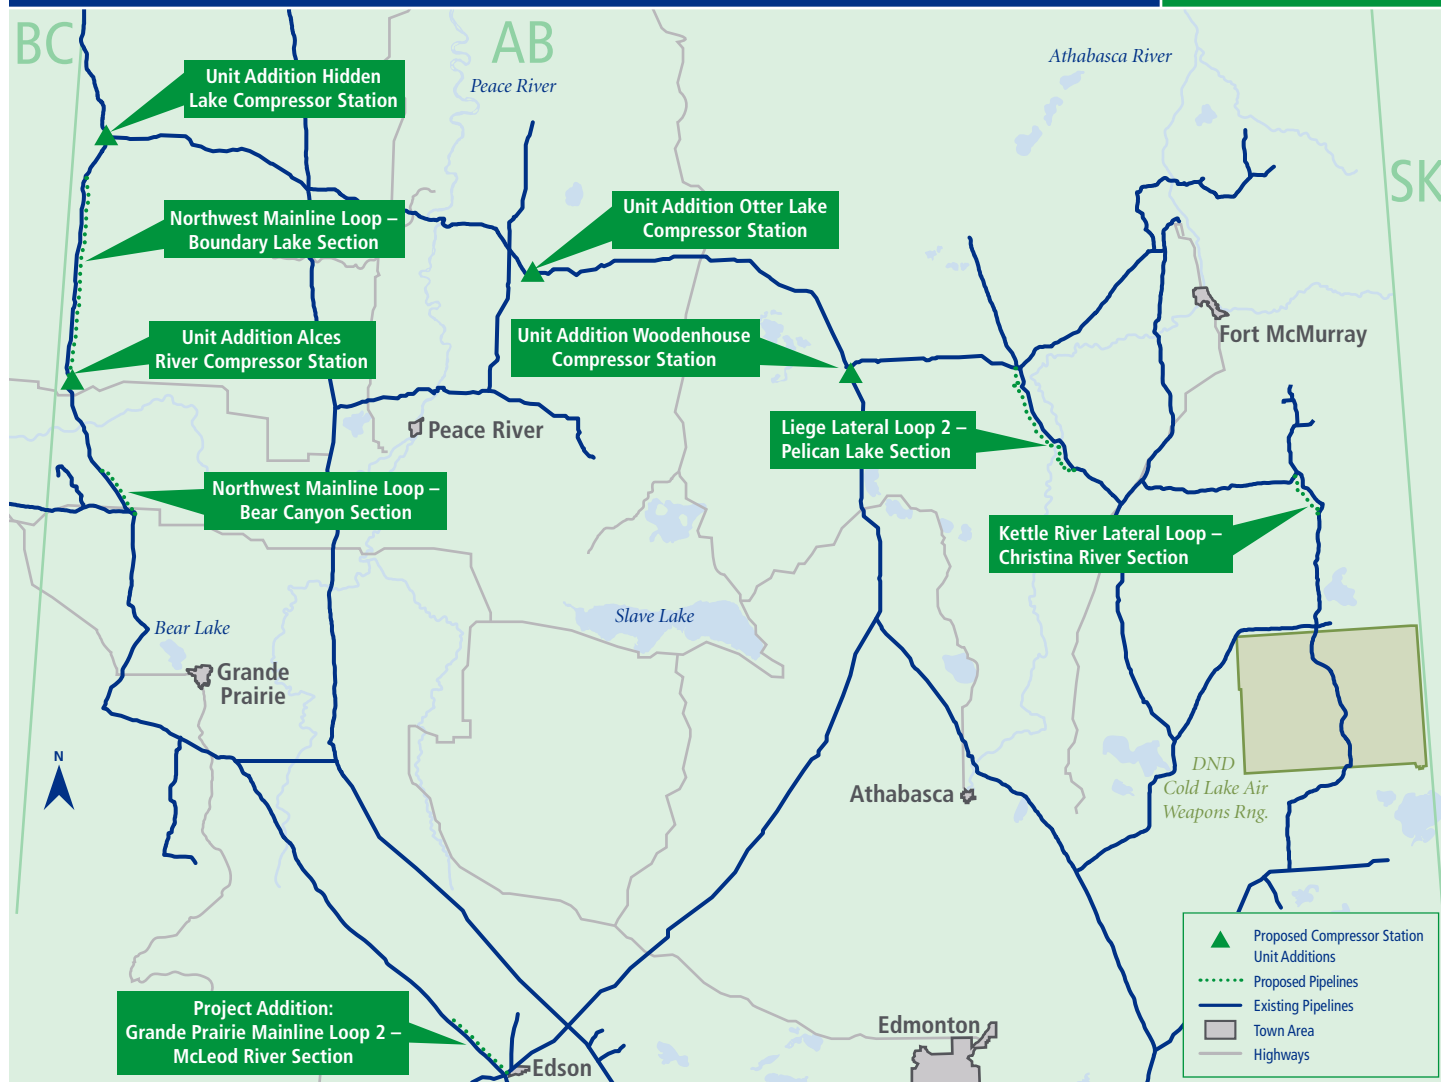 BC
AB
SK
Peace River
Athabasca River
Unit Addition Hidden
Lake Compressor Station
Northwest Mainline Loop –
Boundary Lake Section
Unit Addition Otter Lake
Compressor Station
Unit Addition Alces
River Compressor Station
Unit Addition Woodenhouse
Compressor Station
Fort McMurray
Peace River
Liege Lateral Loop 2 –
Pelican Lake Section
Northwest Mainline Loop –
Bear Canyon Section
Kettle River Lateral Loop –
Christina River Section
Slave Lake
Bear Lake
Grande
Prairie
N
Athabasca
DND
Cold Lake Air
Weapons Rng.
Project Addition:
Grande Prairie Mainline Loop 2 –
McLeod River Section
Edson
Edmonton
Proposed Compressor Station
Unit Additions
Proposed Pipelines
Existing Pipelines
Town Area
Highways